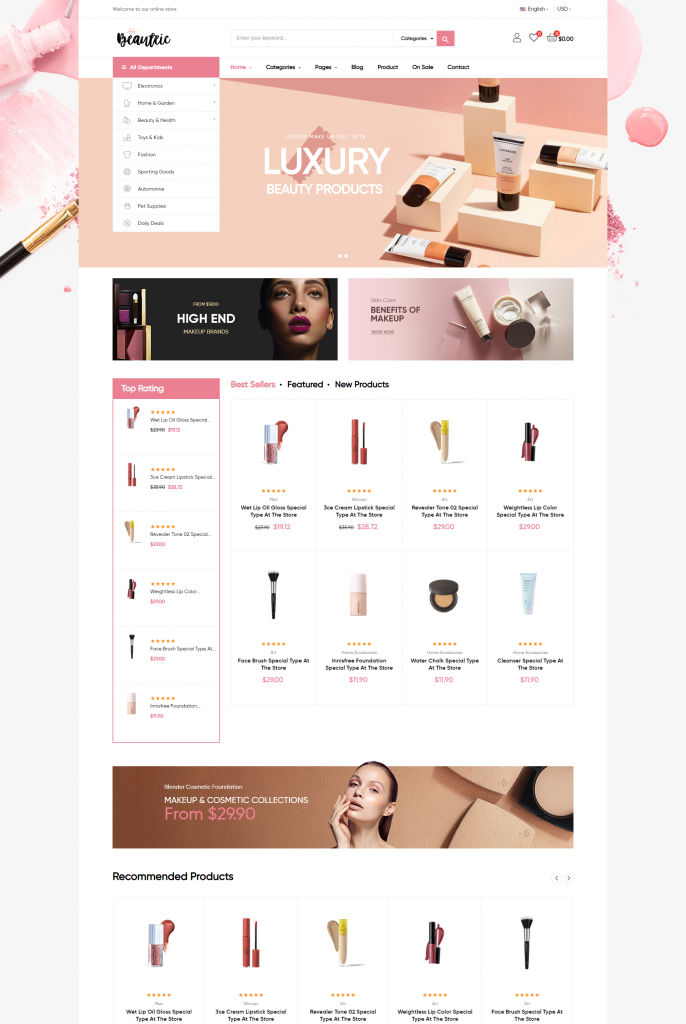 Welcome to our online store
English
USD
Beauteic
Enter your keyword...
Categories
0
0
$0.00
All Departments
Home
Categories
Pages
Blog
Product
On Sale
Contact
Electronics
Home & Garden
Beauty & Health
Toys & Kids
Fashion
Sporting Goods
Automotive
Pet Supplies
Daily Deals
LUXURY MAKE UP GIFT SETS
LUXURY
BEAUTY PRODUCTS
FROM $39.00
HIGH END
MAKEUP BRANDS
Skin Care
BENEFITS OF
MAKEUP
SHOP NOW
Top Rating
Wet Lip Oil Gloss Special...
$23.90 $19.12
3ce Cream Lipstick Special...
$35.90 $28.72
Revealer Tone 02 Special...
$29.00
Weightless Lip Color...
$29.00
Face Brush Special Type At...
$29.00
Innisfree Foundation...
$11.90
Best Sellers • Featured • New Products
Men
Wet Lip Oil Gloss Special
Type At The Store
$23.90 $19.12
Women
3ce Cream Lipstick Special
Type At The Store
$35.90 $28.72
Art
Revealer Tone 02 Special
Type At The Store
$29.00
Art
Weightless Lip Color
Special Type At The Store
$29.00
Art
Face Brush Special Type At
The Store
$29.00
Home Accessories
Innisfree Foundation
Special Type At The Store
$11.90
Home Accessories
Water Chalk Special Type
At The Store
$11.90
Home Accessories
Cleanser Special Type At
The Store
$11.90
Blender Cosmetic Foundation
MAKEUP & COSMETIC COLLECTIONS
From $29.90
Recommended Products
Men
Wet Lip Oil Gloss Special
Type At The Store
Women
3ce Cream Lipstick Special
Type At The Store
Art
Revealer Tone 02 Special
Type At The Store
Art
Weightless Lip Color
Special Type At The Store
Art
Face Brush Special Type At
The Store